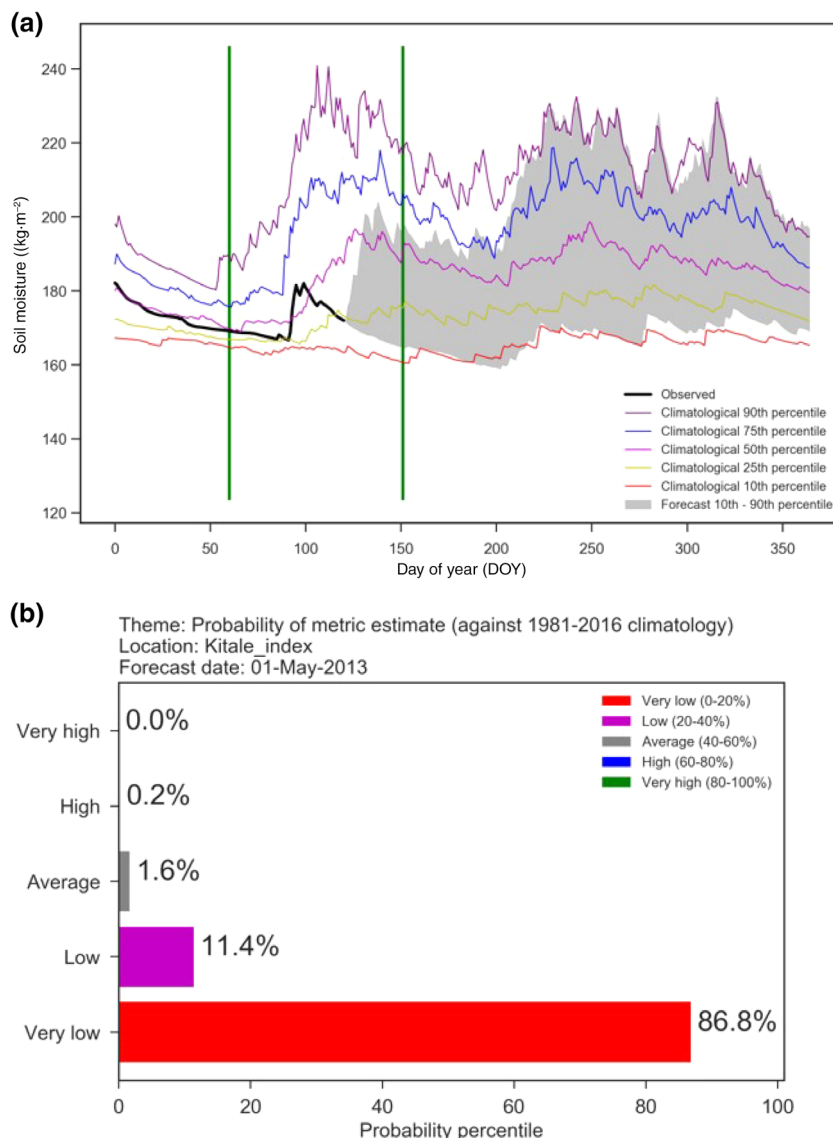 (a)
240
220
200
180
160
140
120
Soil moisture ((kg·m⁻²)
Observed
Climatological 90th percentile
Climatological 75th percentile
Climatological 50th percentile
Climatological 25th percentile
Climatological 10th percentile
Forecast 10th - 90th percentile
0 50 100 150 200 250 300 350
Day of year (DOY)
(b)
Theme: Probability of metric estimate (against 1981-2016 climatology)
Location: Kitale_index
Forecast date: 01-May-2013
Very low (0-20%)
Low (20-40%)
Average (40-60%)
High (60-80%)
Very high (80-100%)
Very high 0.0%
High 0.2%
Average 1.6%
Low 11.4%
Very low 86.8%
0 20 40 60 80 100
Probability percentile